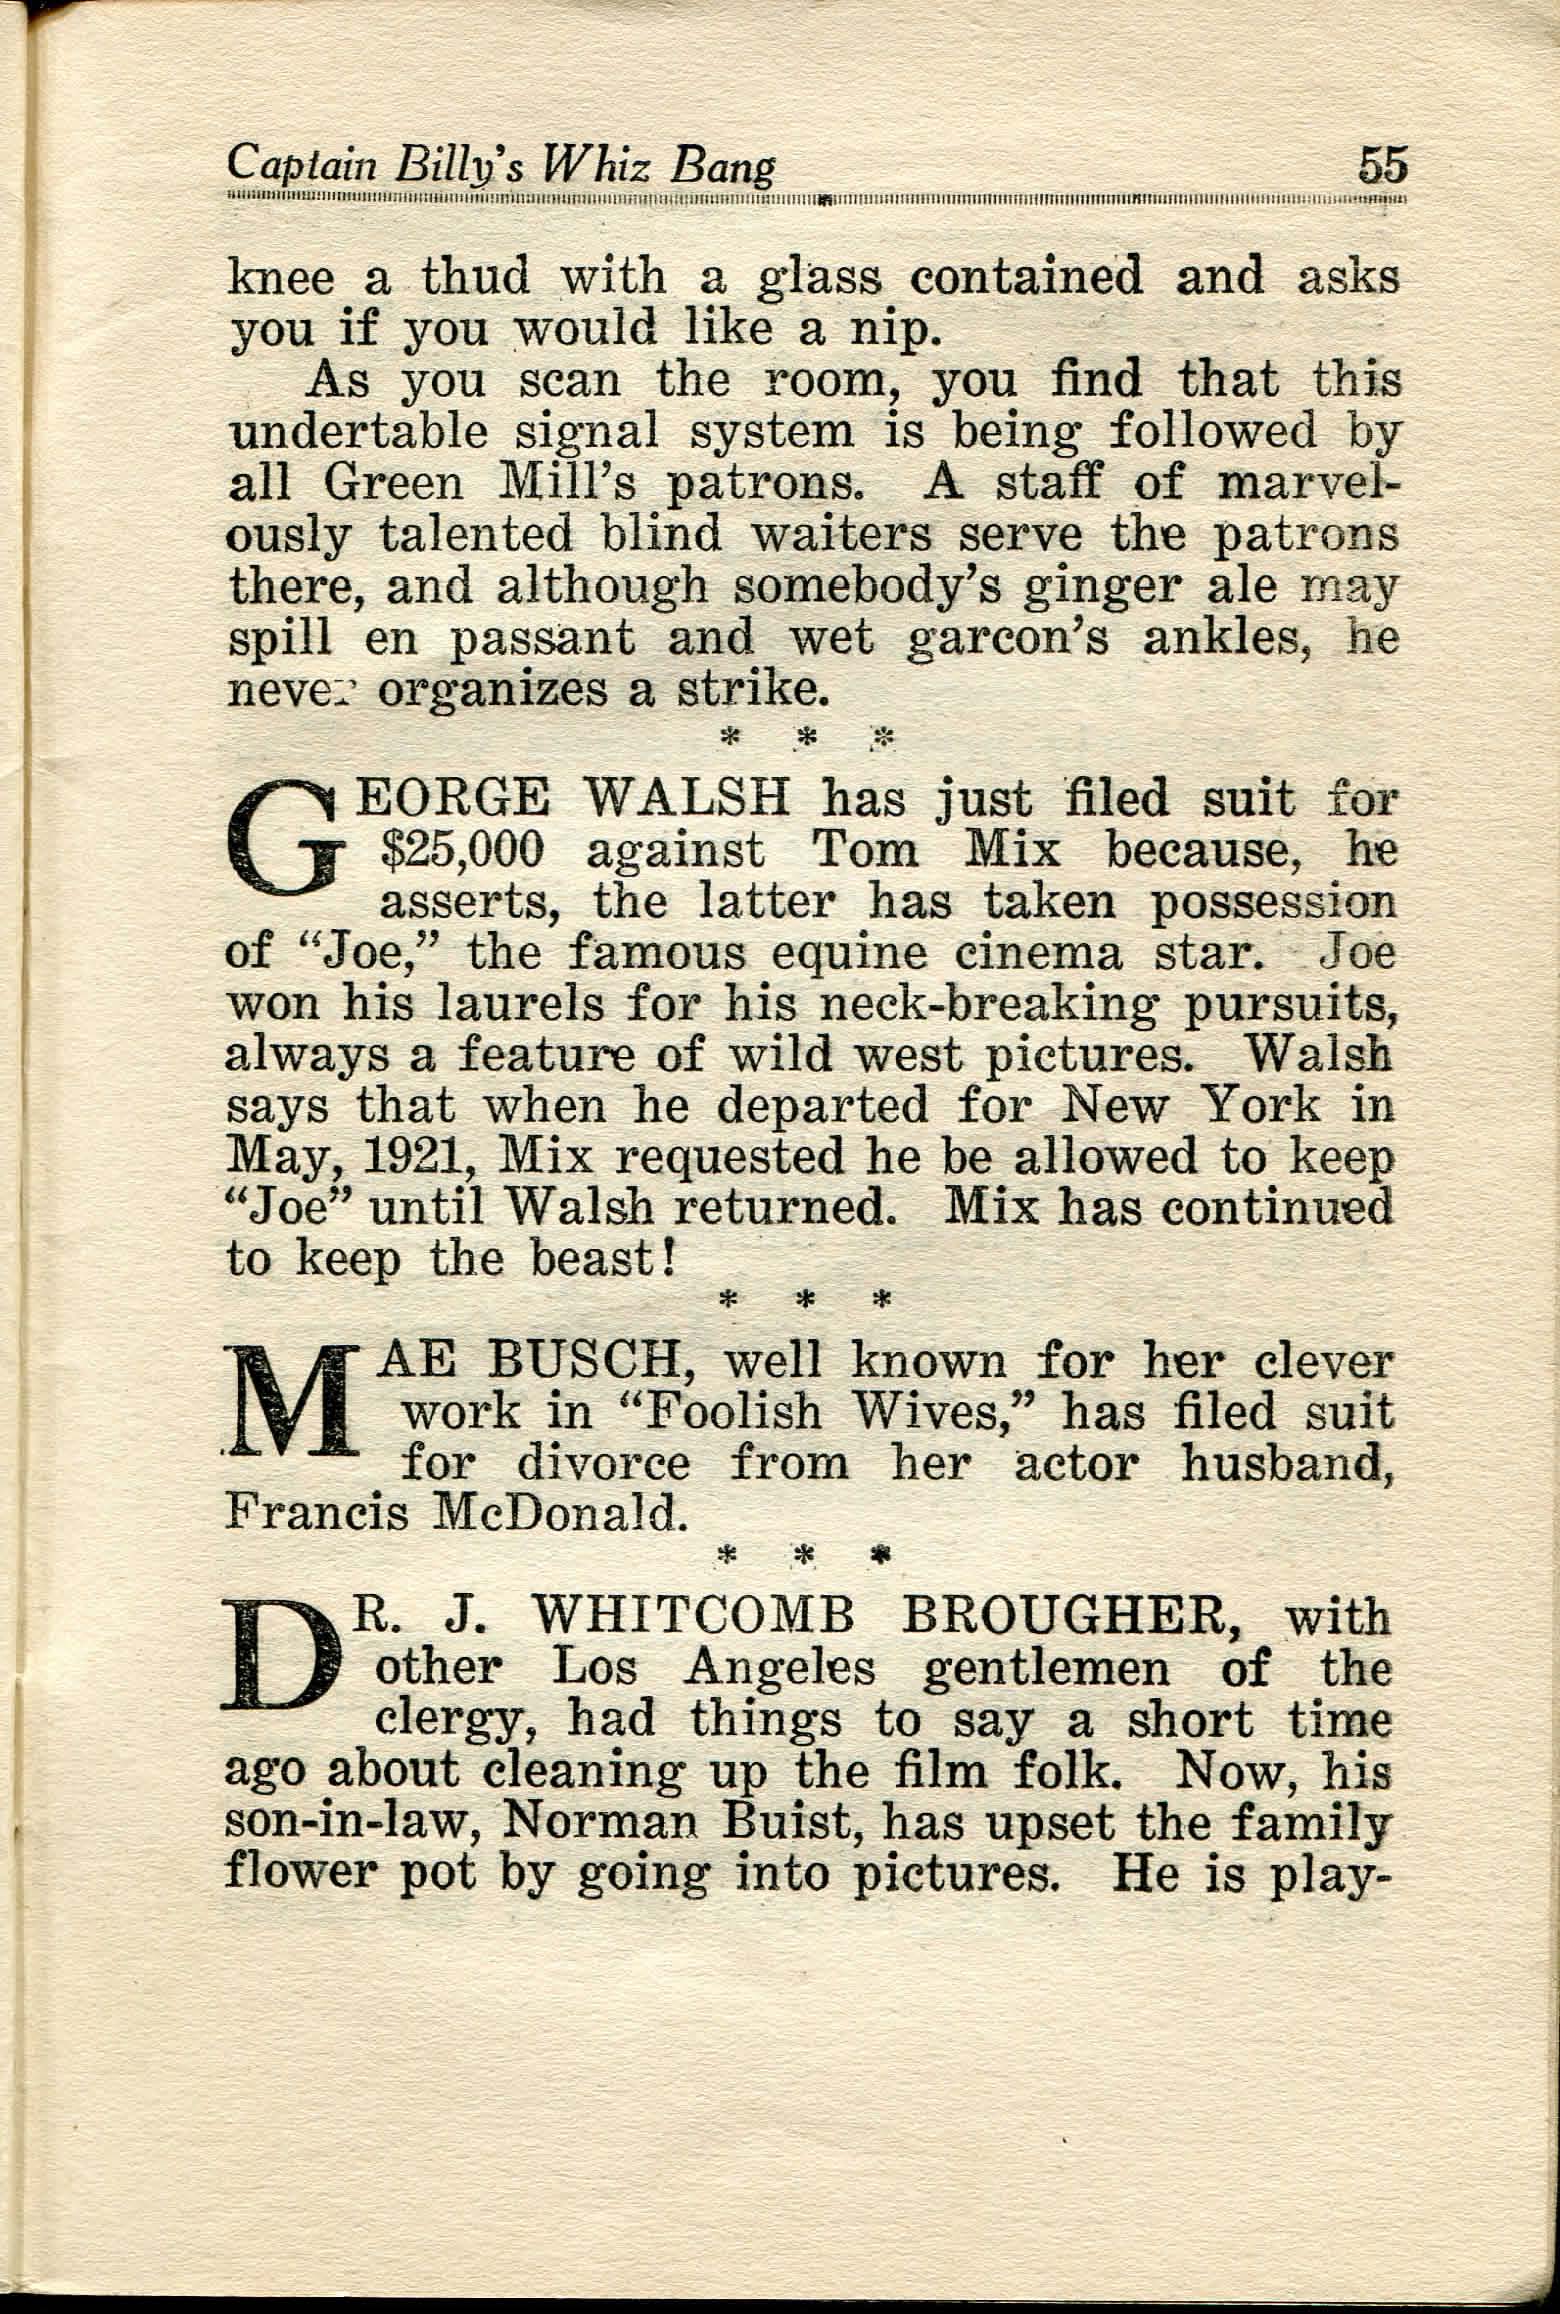 Captain Billy's Whiz Bang 55
knee a thud with a glass contained and asks
you if you would like a nip.
As you scan the room, you find that this
undertable signal system is being followed by
all Green Mill's patrons. A staff of marvel-
ously talented blind waiters serve the patrons
there, and although somebody's ginger ale may
spill en passant and wet garcon's ankles, he
never organizes a strike.
* * *
GEORGE WALSH has just filed suit for
$25,000 against Tom Mix because, he
asserts, the latter has taken possession
of "Joe," the famous equine cinema star. Joe
won his laurels for his neck-breaking pursuits,
always a feature of wild west pictures. Walsh
says that when he departed for New York in
May, 1921, Mix requested he be allowed to keep
"Joe" until Walsh returned. Mix has continued
to keep the beast!
* * *
MAE BUSCH, well known for her clever
work in "Foolish Wives," has filed suit
for divorce from her actor husband,
Francis McDonald.
* * *
DR. J. WHITCOMB BROUGHER, with
other Los Angeles gentlemen of the
clergy, had things to say a short time
ago about cleaning up the film folk. Now, his
son-in-law, Norman Buist, has upset the family
flower pot by going into pictures. He is play-